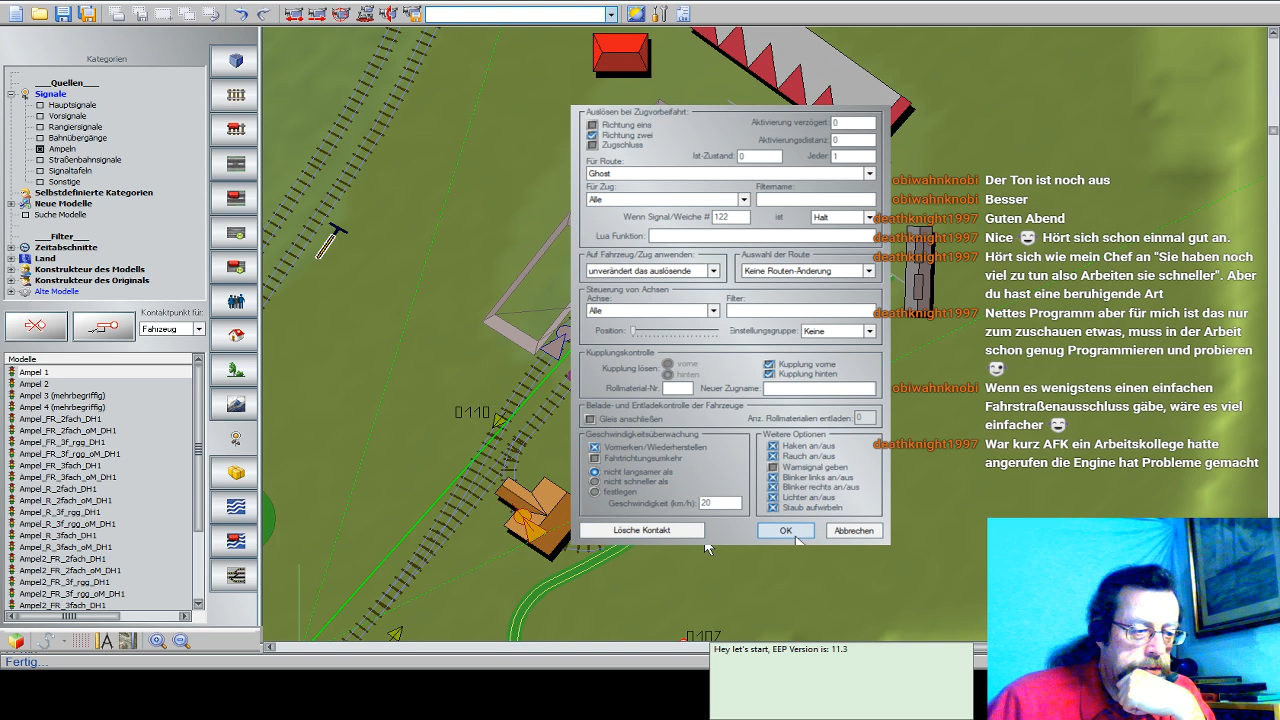 Kategorien
___Quellen___
Signale
Hauptsignale
Vorsignale
Rangiersignale
Bahnübergänge
Ampeln
Straßenbahnsignale
Signaltafeln
Sonstige
Selbstdefinierte Kategorien
Neue Modelle
Suche Modelle
___Filter___
Zeitabschnitte
Land
Konstrukteur des Modells
Konstrukteur des Originals
Alte Modelle
Kontaktpunkt für:
Fahrzeug
Modelle
Ampel 1
Ampel 2
Ampel 3 (mehrbegriffig)
Ampel 4 (mehrbegriffig)
Ampel_FR_2fach_DH1
Ampel_FR_2fach_oM_DH1
Ampel_FR_3f_rgg_DH1
Ampel_FR_3fach_DH1
Ampel_FR_3fach_oM_DH1
Ampel_R_2fach_DH1
Ampel_R_2fach_oM_DH1
Ampel_R_3f_rgg_DH1
Ampel_R_3f_rgg_oM_DH1
Ampel_R_3fach_DH1
Ampel_R_3fach_oM_DH1
Ampel2_FR_2fach_DH1
Ampel2_FR_2fach_oM_DH1
Ampel2_FR_3f_rgg_DH1
Ampel2_FR_3f_rgg_oM_DH1
Ampel2_FR_3fach_DH1
Fertig...
0110
0107
Auslösen bei Zugvorbeifahrt:
Richtung eins
Aktivierung verzögert: 0
Richtung zwei
Aktivierungsdistanz: 0
Zugschluss
Ist-Zustand: 0
Jeder: 1
Für Route:
Ghost
Für Zug:
Filtername:
Alle
Wenn Signal/Weiche # 122 ist Halt
Lua Funktion:
Auf Fahrzeug/Zug anwenden:
Auswahl der Route
unverändert das auslösende
Keine Routen-Änderung
Steuerung von Achsen
Achse:
Filter:
Alle
Position:
Einstellungsgruppe: Keine
Kupplungskontrolle
Kupplung lösen:
vorne
hinten
Kupplung vorne
Kupplung hinten
Rollmaterial-Nr.
Neuer Zugname:
Belade- und Entladekontrolle der Fahrzeuge
Gleis anschließen
Anz. Rollmaterialien entladen: 0
Geschwindigkeitsüberwachung
Vormerken/Wiederherstellen
Fahrtrichtungsumkehr
nicht langsamer als
nicht schneller als
festlegen
Geschwindigkeit (km/h): 20
Weitere Optionen
Haken an/aus
Rauch an/aus
Warnsignal geben
Blinker links an/aus
Blinker rechts an/aus
Lichter an/aus
Staub aufwirbeln
Lösche Kontakt
OK
Abbrechen
obiwahnknobi Der Ton ist noch aus
obiwahnknobi Besser
deathknight1997 Guten Abend
deathknight1997 Nice Hört sich schon einmal gut an.
deathknight1997 Hört sich wie mein Chef an "Sie haben noch
viel zu tun also Arbeiten sie schneller". Aber
du hast eine beruhigende Art
deathknight1997 Nettes Programm aber für mich ist das nur
zum zuschauen etwas, muss in der Arbeit
schon genug Programmieren und probieren
obiwahnknobi Wenn es wenigstens einen einfachen
Fahrstraßenausschluss gäbe, wäre es viel
einfacher
deathknight1997 War kurz AFK ein Arbeitskollege hatte
angerufen die Engine hat Probleme gemacht
Hey let's start, EEP Version is: 11.3